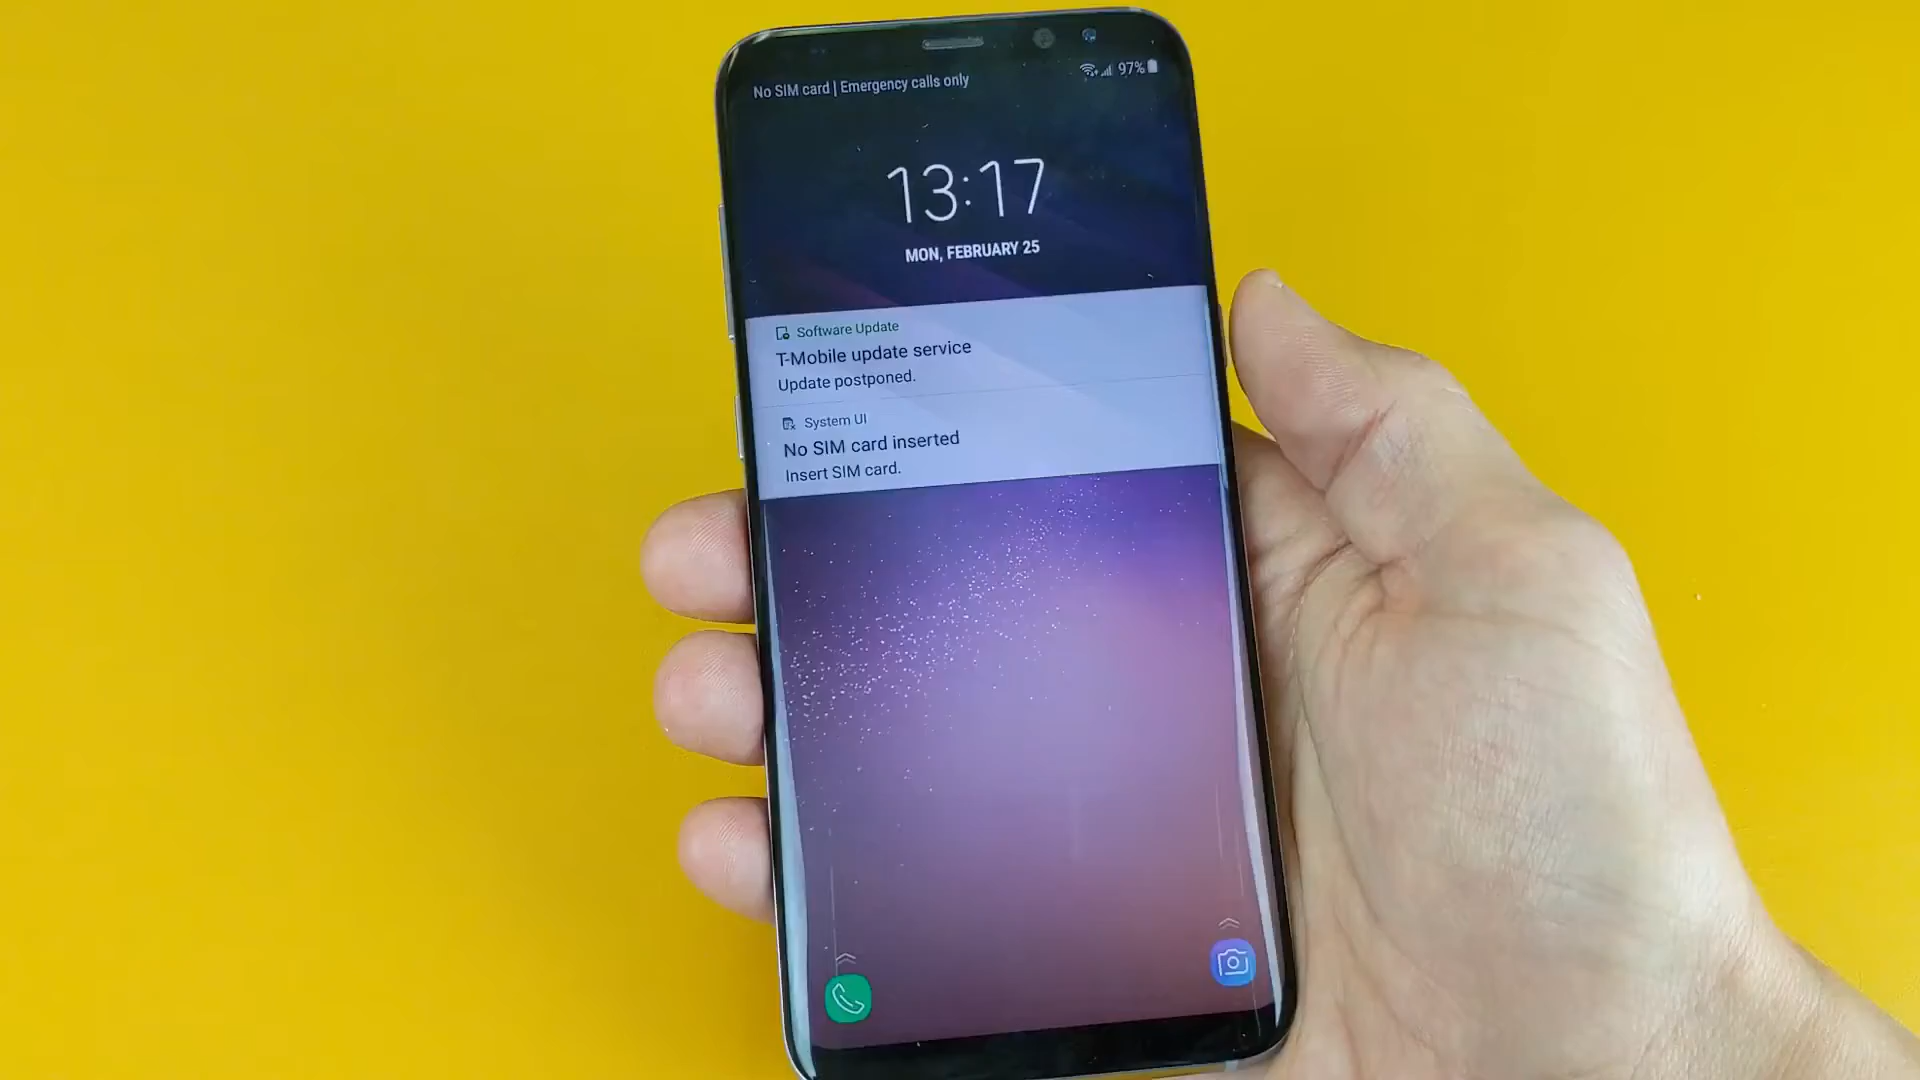 No SIM card | Emergency calls only
97%
13:17
MON, FEBRUARY 25
Software Update
T-Mobile update service
Update postponed.
System UI
No SIM card inserted
Insert SIM card.